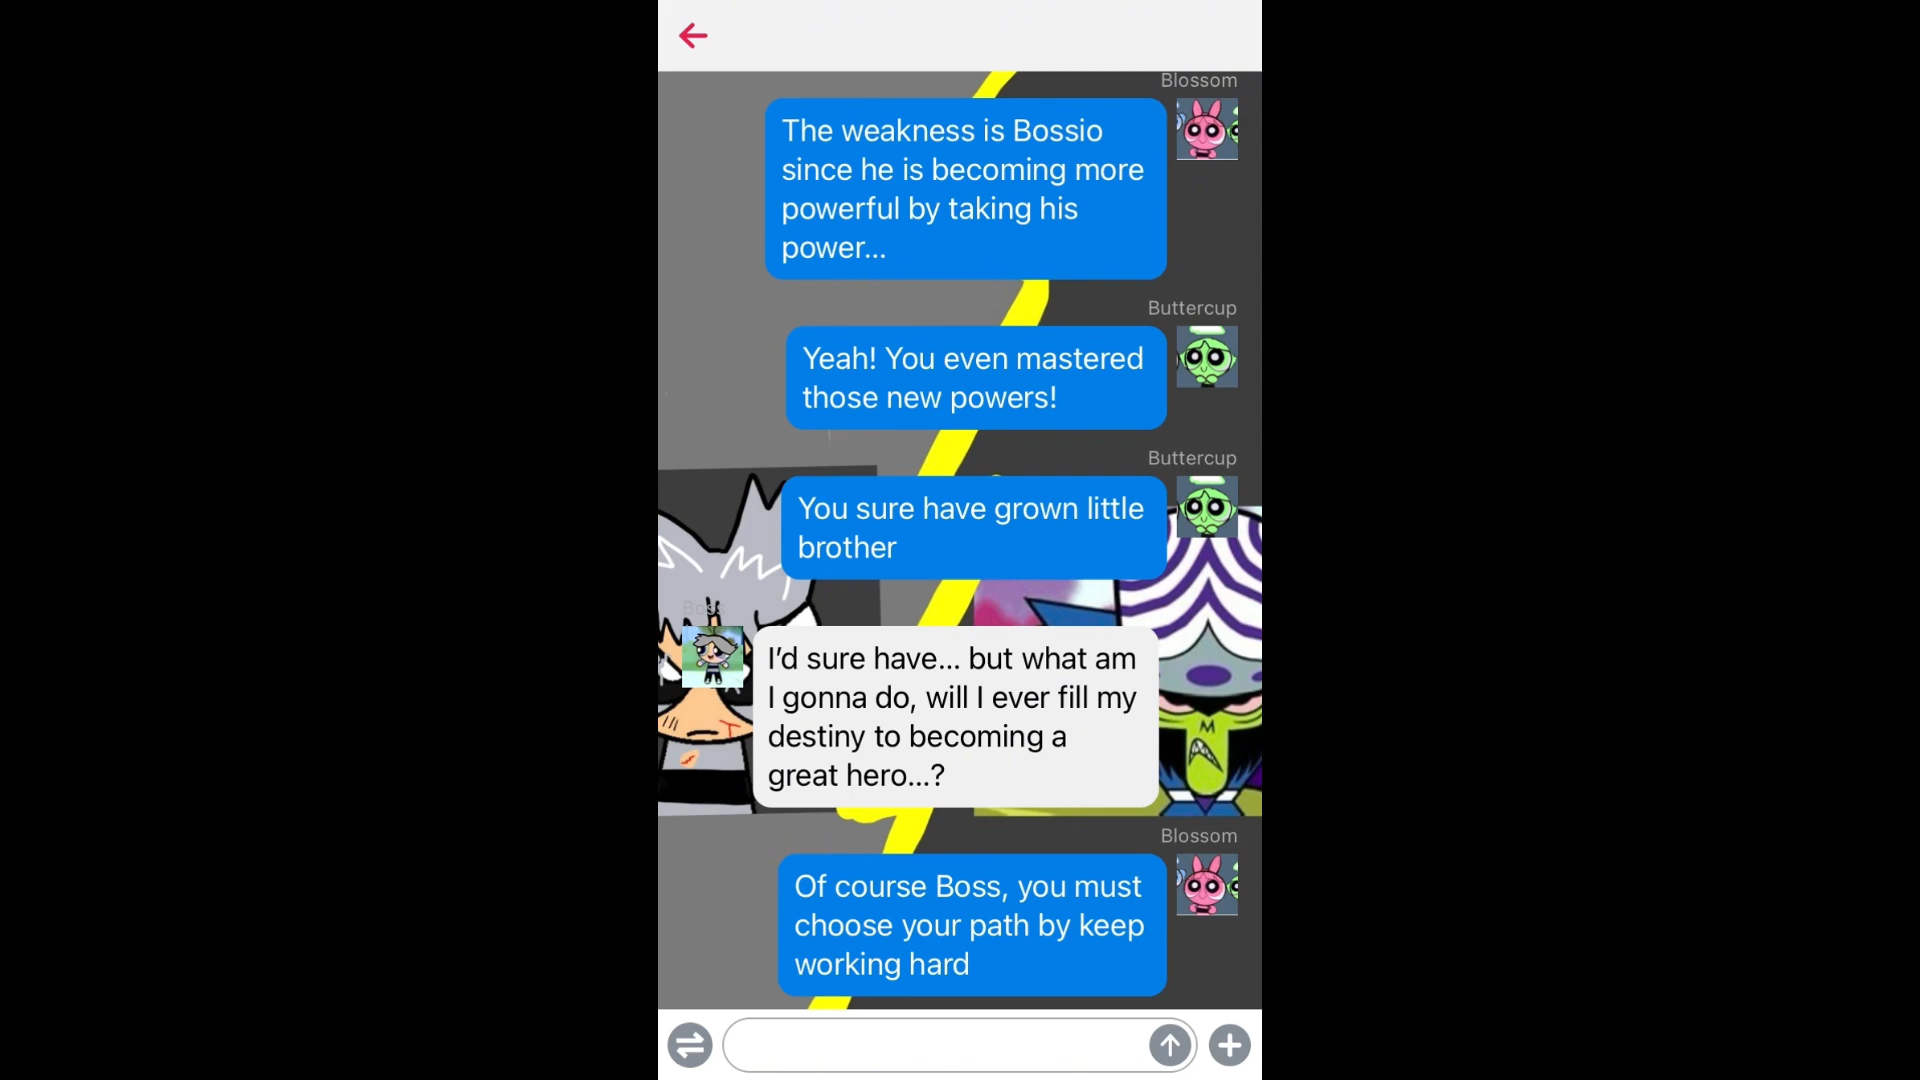 Blossom
The weakness is Bossio
since he is becoming more
powerful by taking his
power...
Buttercup
Yeah! You even mastered
those new powers!
Buttercup
You sure have grown little
brother
Boss
I’d sure have... but what am
I gonna do, will I ever fill my
destiny to becoming a
great hero...?
M
Blossom
Of course Boss, you must
choose your path by keep
working hard